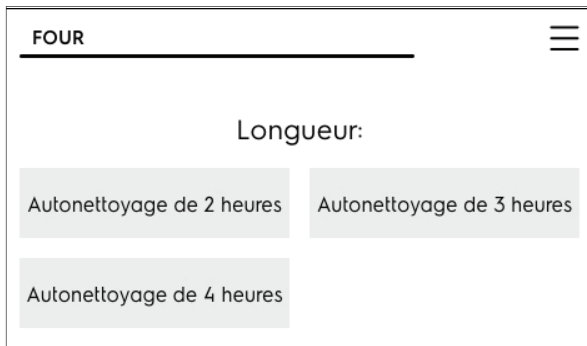 FOUR
Longueur:
Autonettoyage de 2 heures
Autonettoyage de 3 heures
Autonettoyage de 4 heures